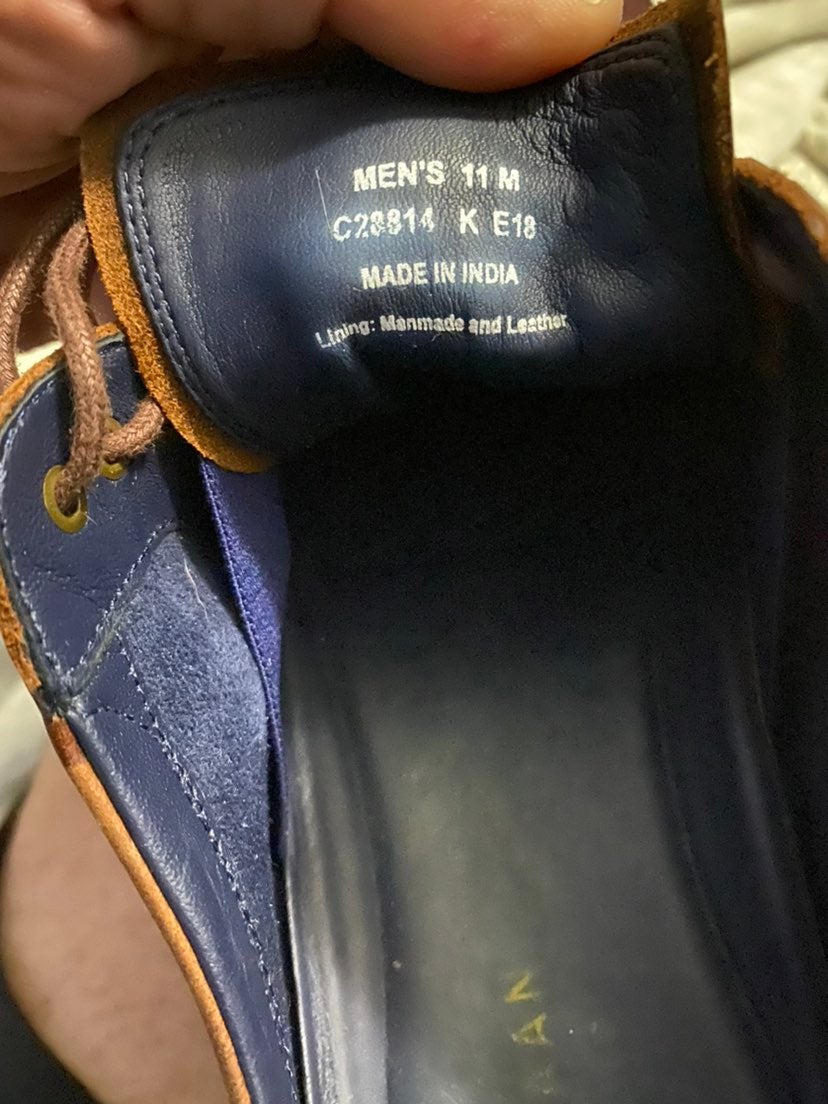 MEN'S 11 M
C28814 K E18
MADE IN INDIA
Lining: Manmade and Leather